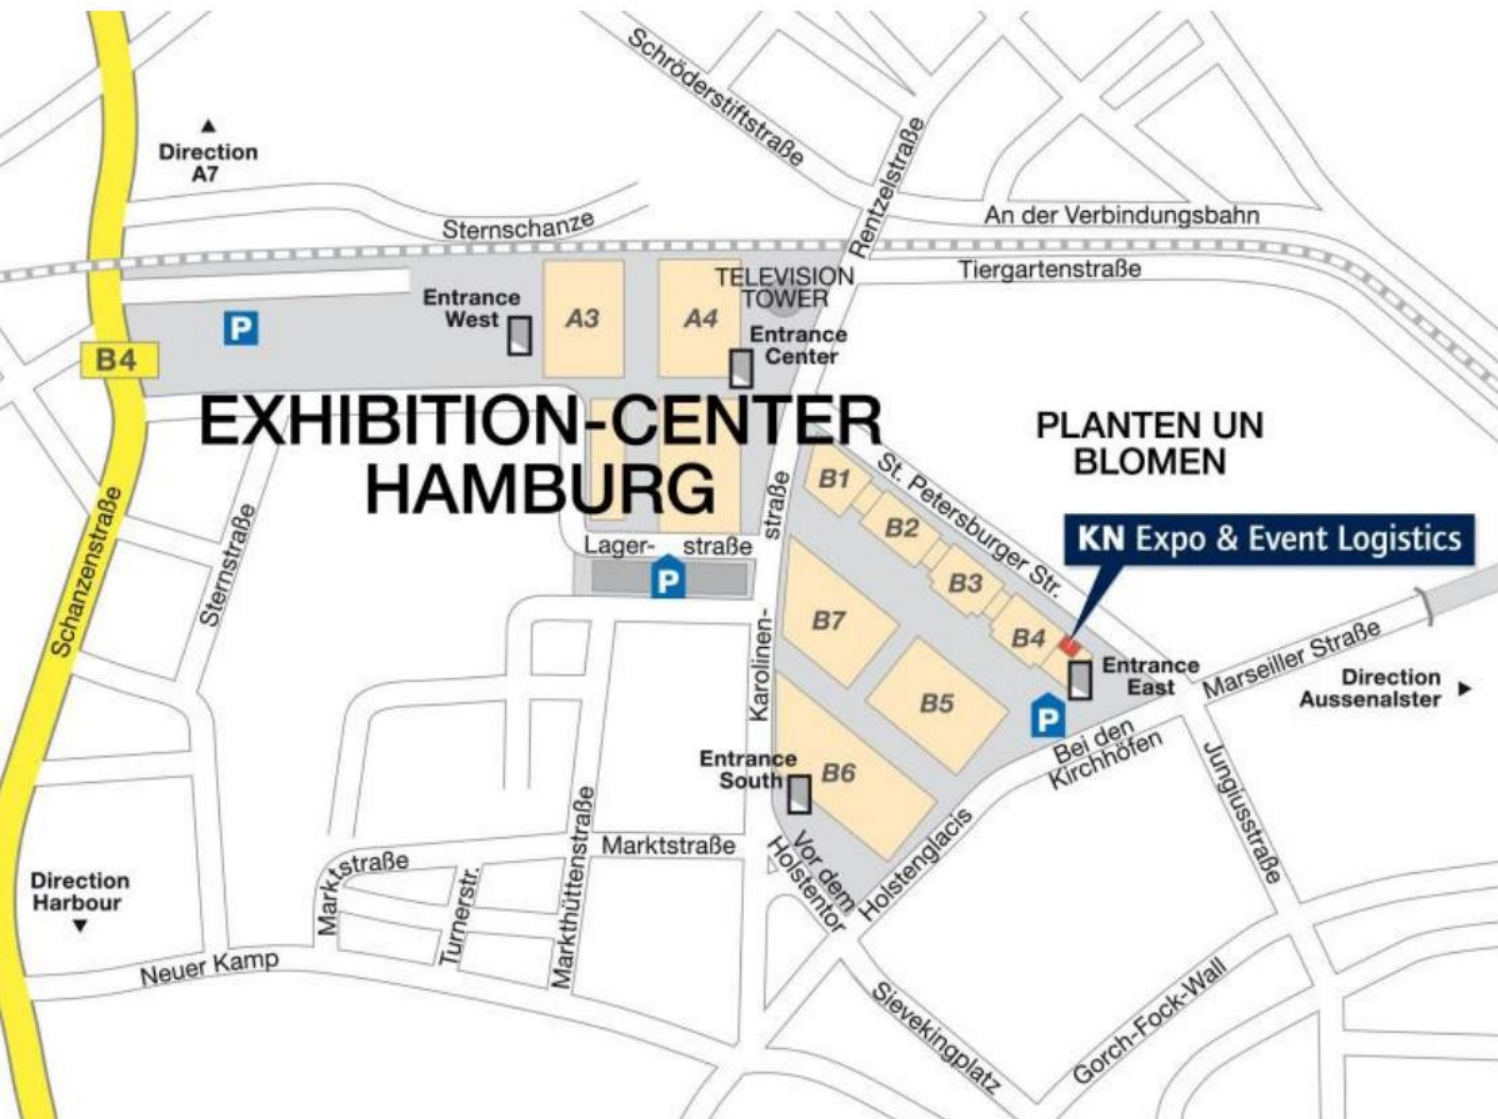 Schröderstiftstraße
Rentzelstraße
Direction
A7
Sternschanze
An der Verbindungsbahn
Tiergartenstraße
TELEVISION
TOWER
Entrance
West
A3
A4
P
Entrance
Center
B4
EXHIBITION-CENTER
HAMBURG
PLANTEN UN
BLOMEN
B1
St. Petersburger Str.
B2
KN Expo & Event Logistics
Schanzenstraße
Sternstraße
Lager- straße
Karolinen- straße
P
B3
B7
B4
Entrance
East
Marseiller Straße
Direction
Aussenalster
B5
P
Bei den
Kirchhöfen
Entrance
South
B6
Jungiusstraße
Marktstraße
Marktstraße
Markthüttenstraße
Turnerstr.
Vor dem
Holstentor
Holstenglacis
Direction
Harbour
Neuer Kamp
Sievekingplatz
Gorch-Fock-Wall